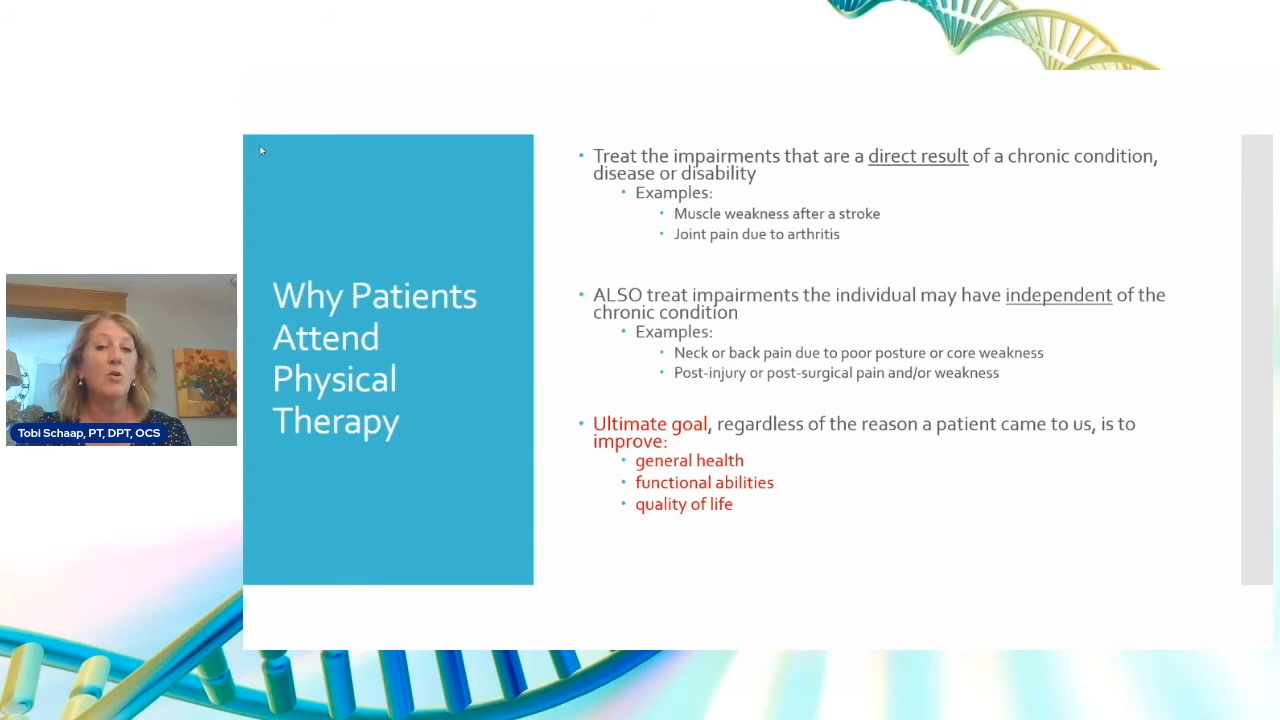 Why Patients
Attend
Physical
Therapy
Treat the impairments that are a direct result of a chronic condition,
disease or disability
Examples:
Muscle weakness after a stroke
Joint pain due to arthritis
ALSO treat impairments the individual may have independent of the
chronic condition
Examples:
Neck or back pain due to poor posture or core weakness
Post-injury or post-surgical pain and/or weakness
Ultimate goal, regardless of the reason a patient came to us, is to
improve:
general health
functional abilities
quality of life
Tobi Schaap, PT, DPT, OCS